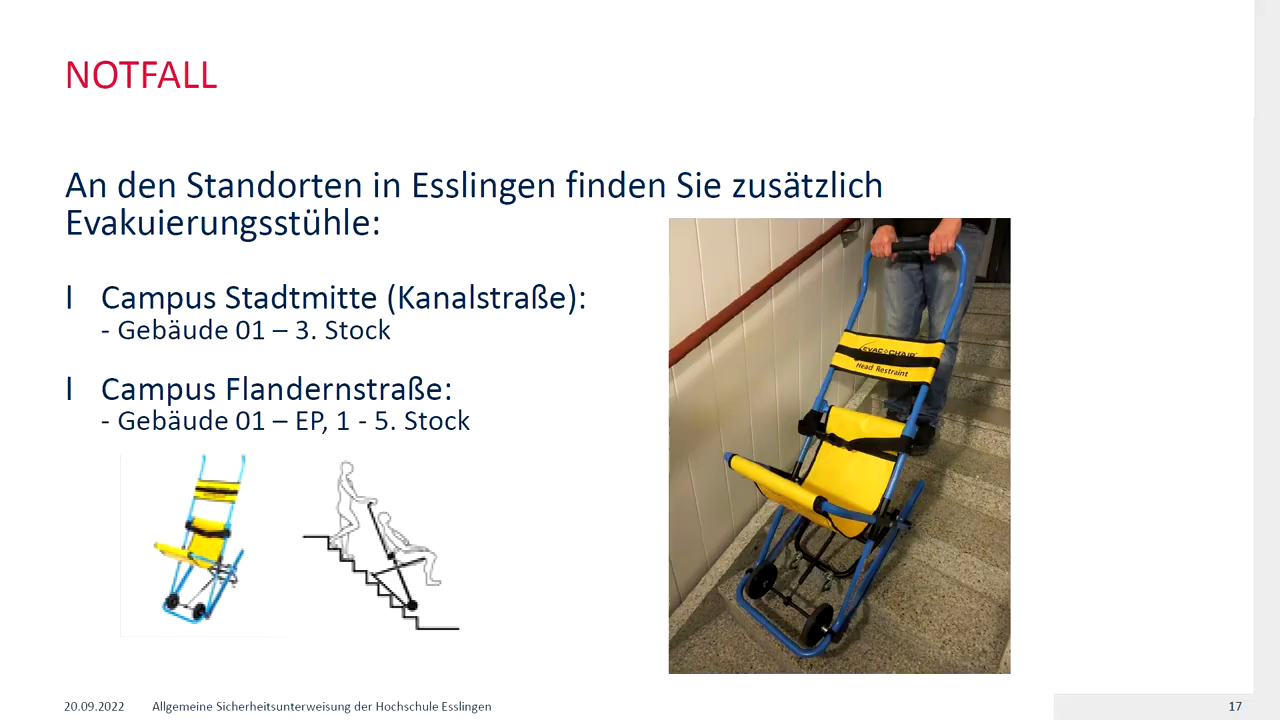 NOTFALL
An den Standorten in Esslingen finden Sie zusätzlich
Evakuierungsstühle:
l Campus Stadtmitte (Kanalstraße):
- Gebäude 01 – 3. Stock
l Campus Flandernstraße:
- Gebäude 01 – EP, 1 - 5. Stock
EVAC+CHAIR
Head Restraint
20.09.2022 Allgemeine Sicherheitsunterweisung der Hochschule Esslingen 17